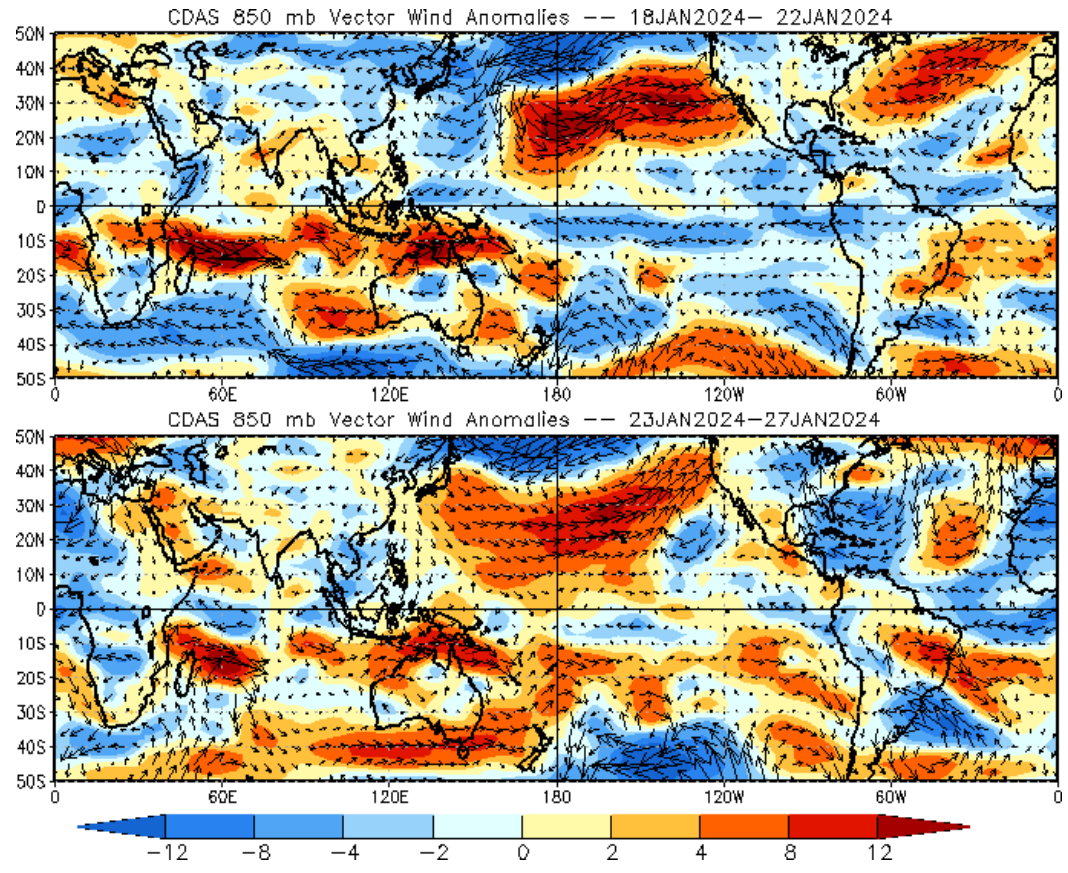 CDAS 850 mb Vector Wind Anomalies -- 18JAN2024- 22JAN2024
50N
40N
30N
20N
10N
0
10S
20S
30S
40S
50S
0 60E 120E 180 120W 60W 0
CDAS 850 mb Vector Wind Anomalies -- 23JAN2024-27JAN2024
50N
40N
30N
20N
10N
0
10S
20S
30S
40S
50S
0 60E 120E 180 120W 60W 0
-12 -8 -4 -2 0 2 4 8 12